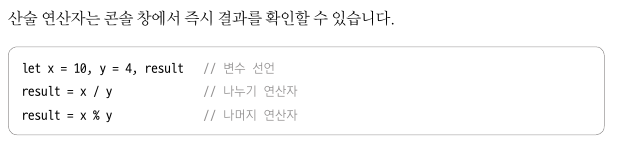 산술 연산자는 콘솔 창에서 즉시 결과를 확인할 수 있습니다.
let x = 10, y = 4, result // 변수 선언
result = x / y // 나누기 연산자
result = x % y // 나머지 연산자